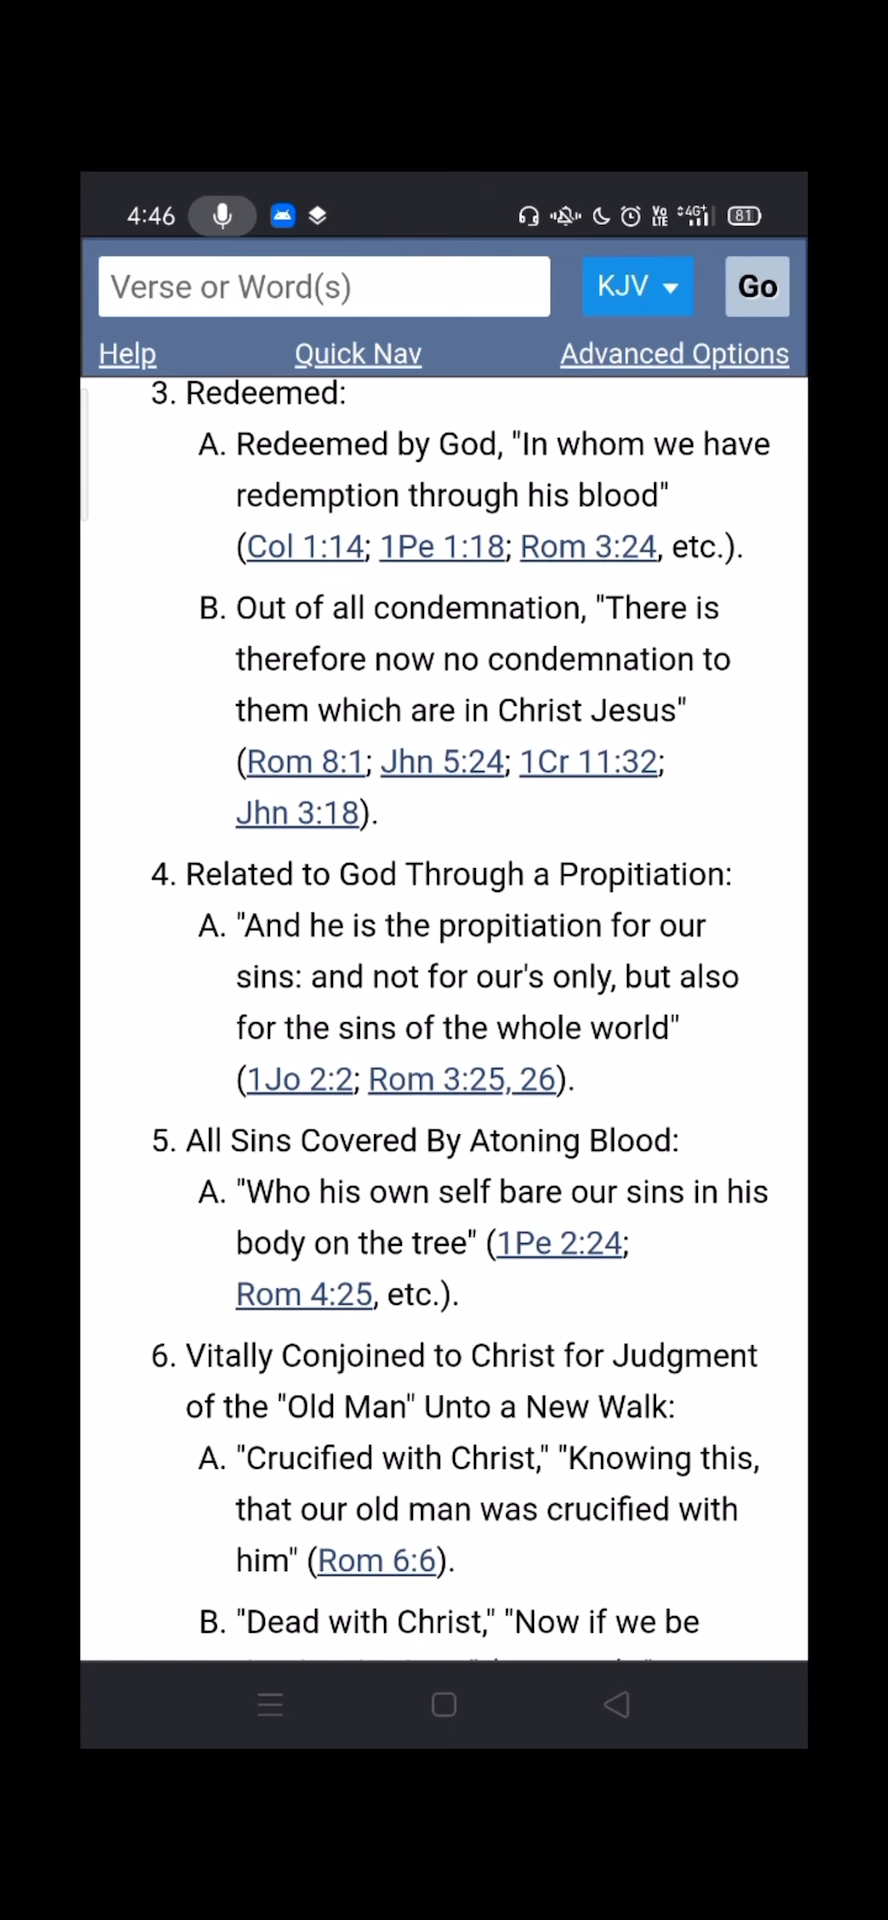 4:46
Vo LTE 4G+ 81
Verse or Word(s) KJV Go
Help Quick Nav Advanced Options
3. Redeemed:
A. Redeemed by God, "In whom we have
redemption through his blood"
(Col 1:14; 1Pe 1:18; Rom 3:24, etc.).
B. Out of all condemnation, "There is
therefore now no condemnation to
them which are in Christ Jesus"
(Rom 8:1; Jhn 5:24; 1Cr 11:32;
Jhn 3:18).
4. Related to God Through a Propitiation:
A. "And he is the propitiation for our
sins: and not for our's only, but also
for the sins of the whole world"
(1Jo 2:2; Rom 3:25, 26).
5. All Sins Covered By Atoning Blood:
A. "Who his own self bare our sins in his
body on the tree" (1Pe 2:24;
Rom 4:25, etc.).
6. Vitally Conjoined to Christ for Judgment
of the "Old Man" Unto a New Walk:
A. "Crucified with Christ," "Knowing this,
that our old man was crucified with
him" (Rom 6:6).
B. "Dead with Christ," "Now if we be